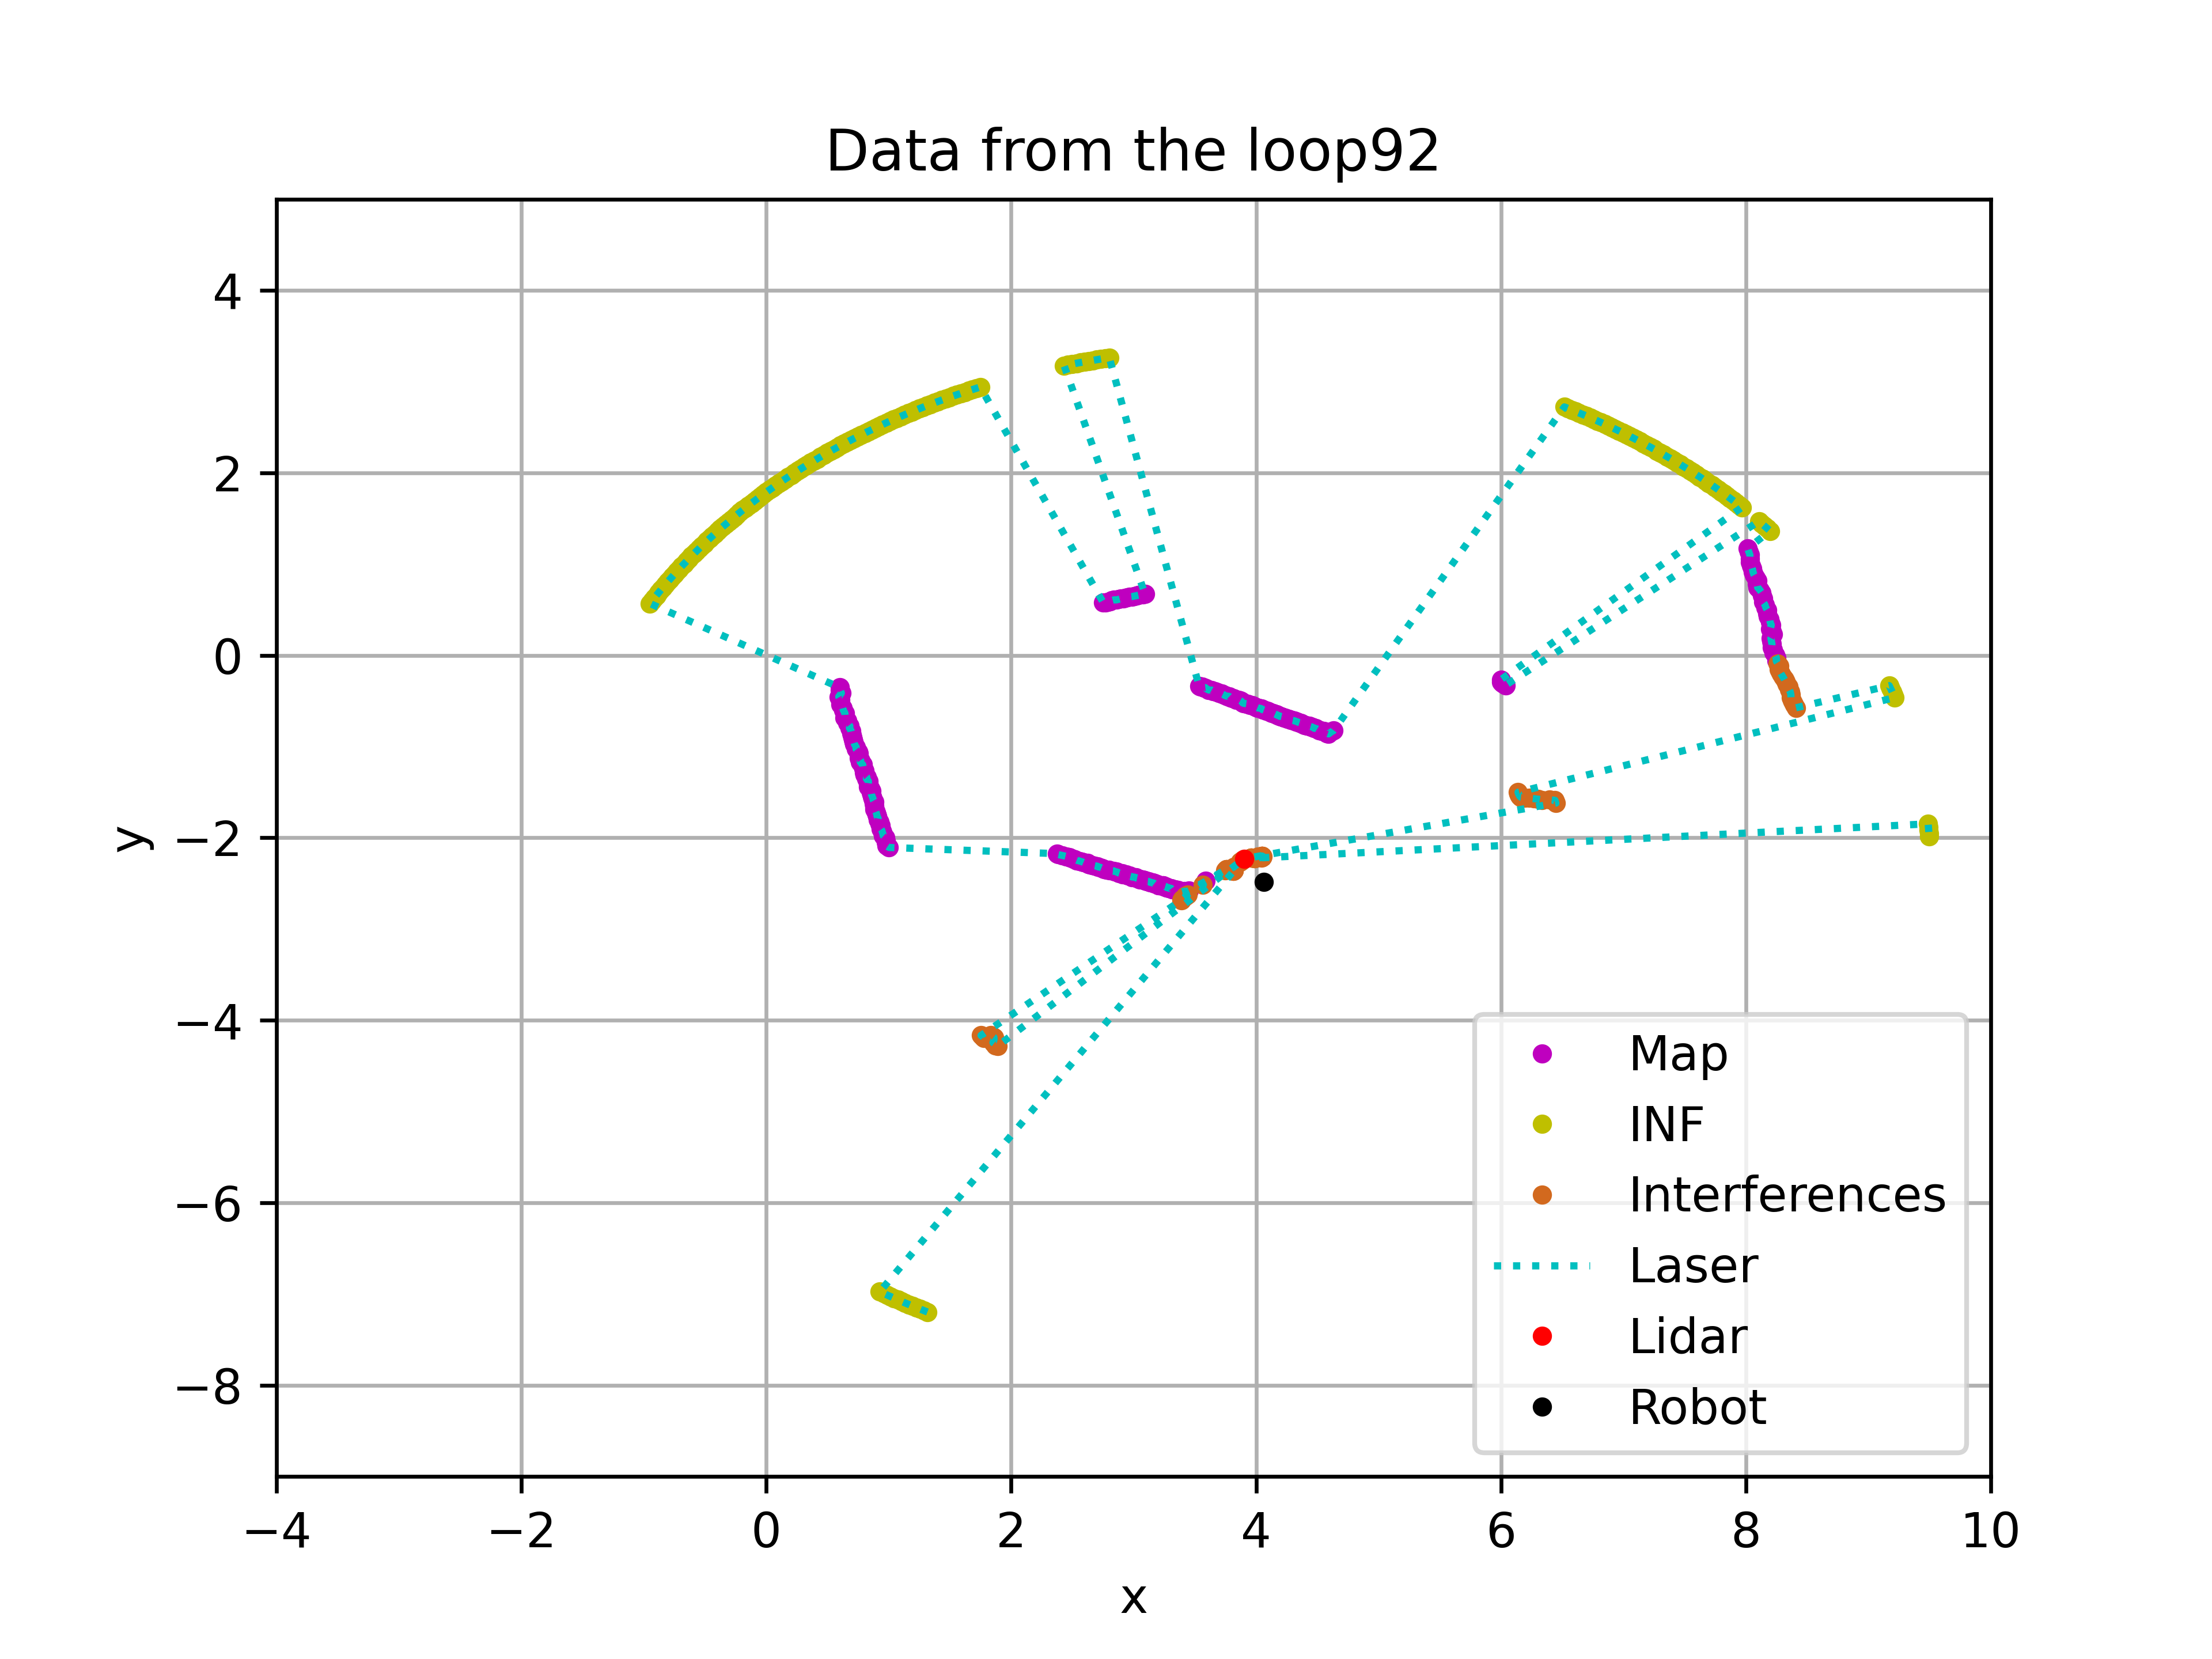 Data from the loop92
4
2
0
−2
−4
−6
−8
y
−4
−2
0
2
4
6
8
10
x
Map
INF
Interferences
Laser
Lidar
Robot